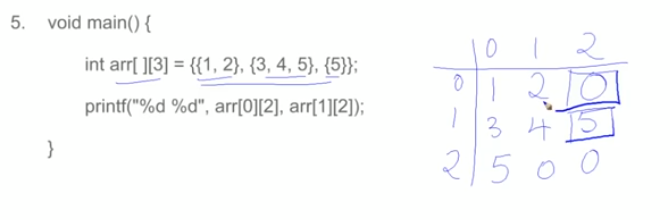 5. void main() {
int arr[ ][3] = {{1, 2}, {3, 4, 5}, {5}};
printf("%d %d", arr[0][2], arr[1][2]);
}
0 1 2
0 1 2 0
1 3 4 5
2 5 0 0